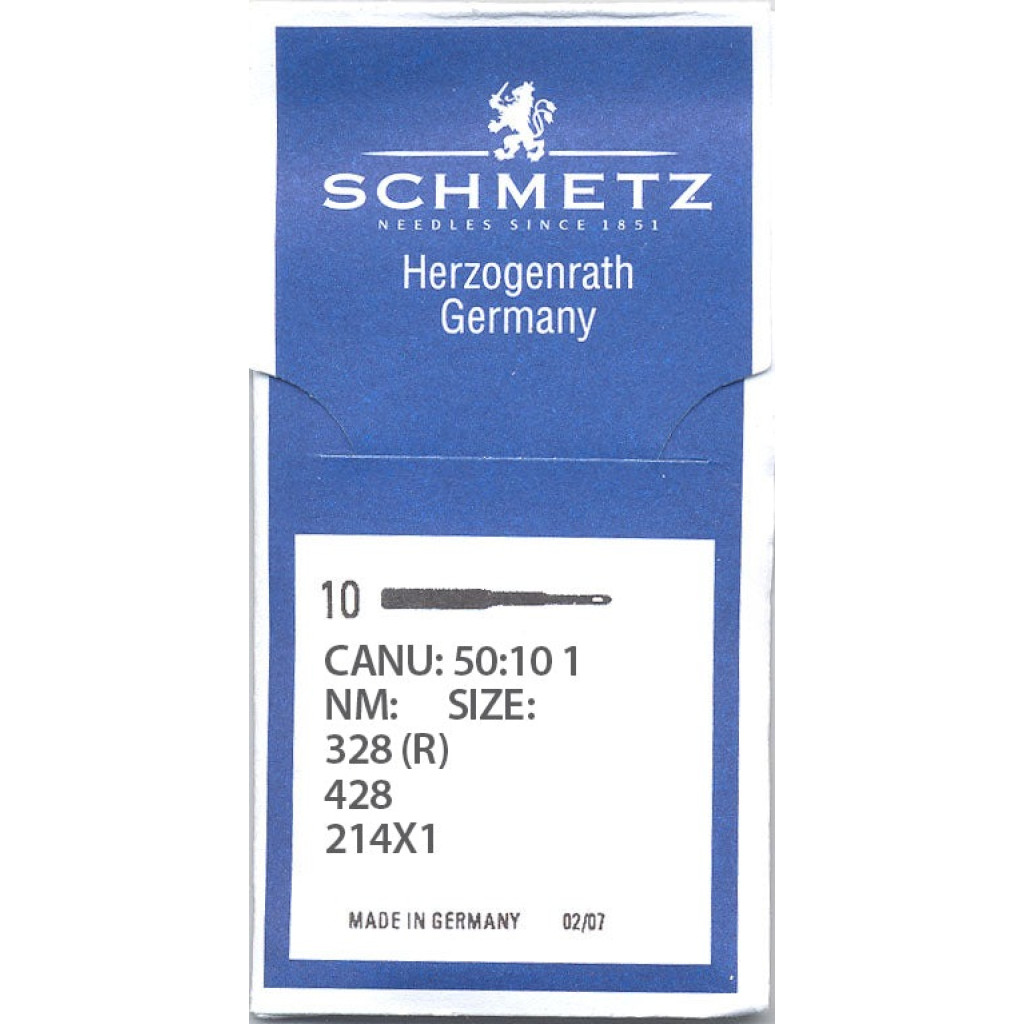 SCHMETZ
NEEDLES SINCE 1851
Herzogenrath
Germany
10
CANU: 50:10 1
NM: SIZE:
328 (R)
428
214X1
MADE IN GERMANY 02/07